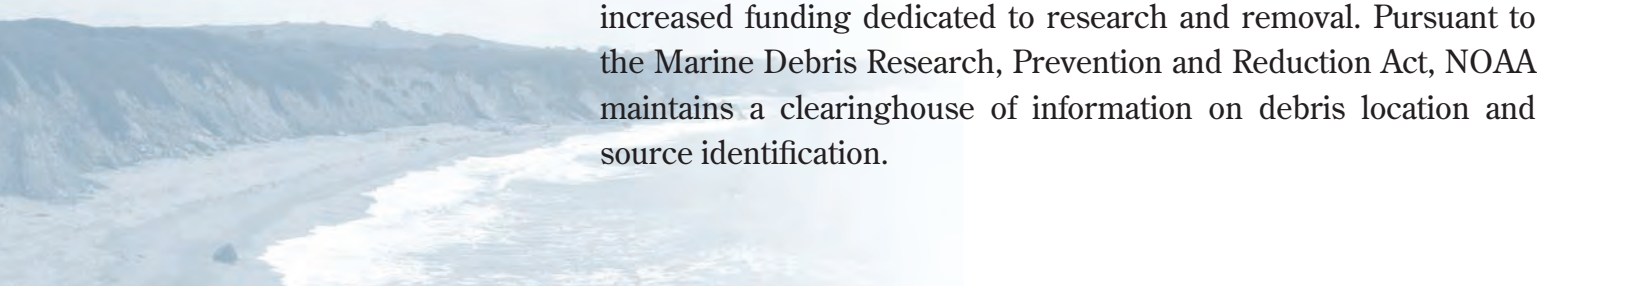 increased funding dedicated to research and removal. Pursuant to
the Marine Debris Research, Prevention and Reduction Act, NOAA
maintains a clearinghouse of information on debris location and
source identification.